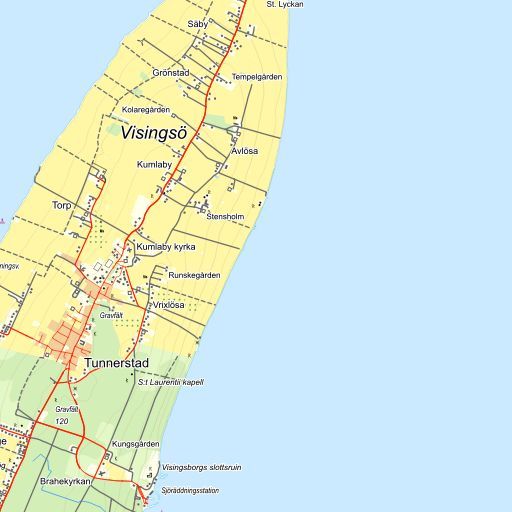 St. Lyckan
Säby
Grönstad
Tempelgården
Kolaregården
Visingsö
Avlösa
Kumlaby
Torp
Stensholm
Kumlaby kyrka
Runskegården
Vrixlösa
Gravfält
Tunnerstad
S:t Laurentii kapell
Gravfält
120
Kungsgården
Visingsborgs slottsruin
Brahekyrkan
Sjöräddningsstation